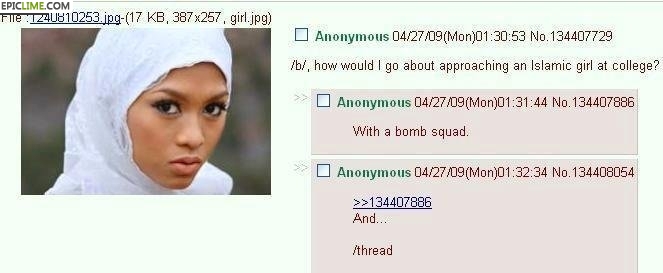 EPICLIME.COM
File :1240810253.jpg-(17 KB, 387x257, girl.jpg)
Anonymous 04/27/09(Mon)01:30:53 No.134407729
/b/, how would I go about approaching an Islamic girl at college?
>> Anonymous 04/27/09(Mon)01:31:44 No.134407886
With a bomb squad.
>> Anonymous 04/27/09(Mon)01:32:34 No.134408054
>>134407886
And...
/thread